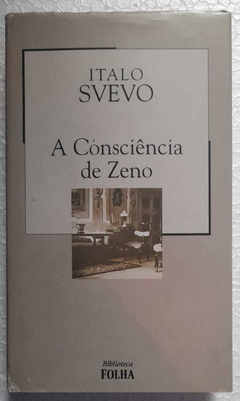 ITALO
SVEVO
A Consciência
de Zeno
Biblioteca
FOLHA